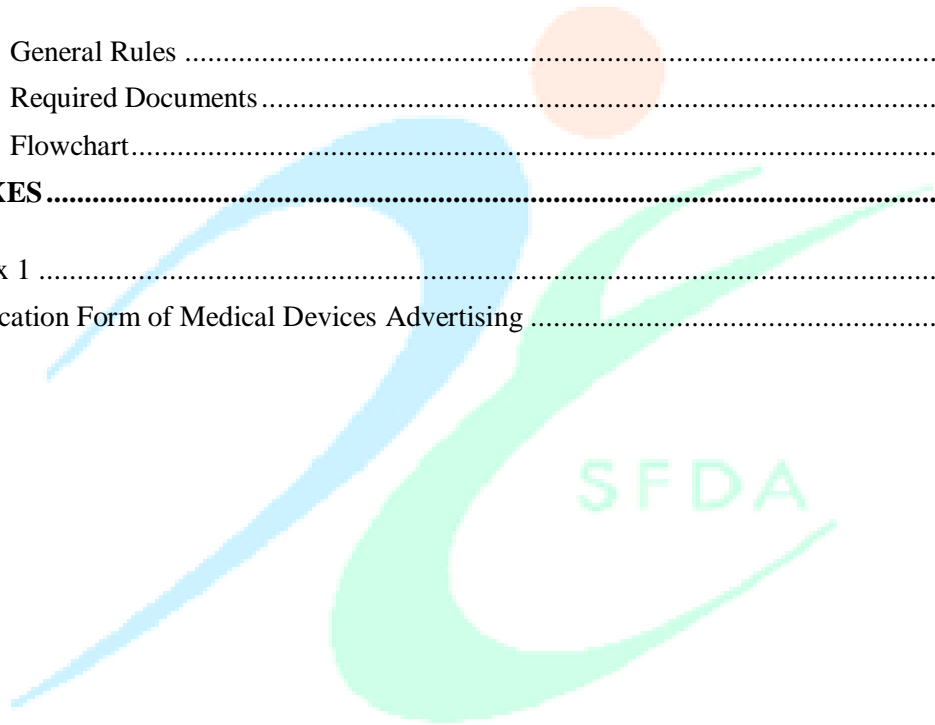 General Rules ........................................................................................................
Required Documents ........................................................................................
Flowchart ..............................................................................................................
XES ..........................................................................................................................
x 1 ............................................................................................................................
cation Form of Medical Devices Advertising ......................................................
SFDA